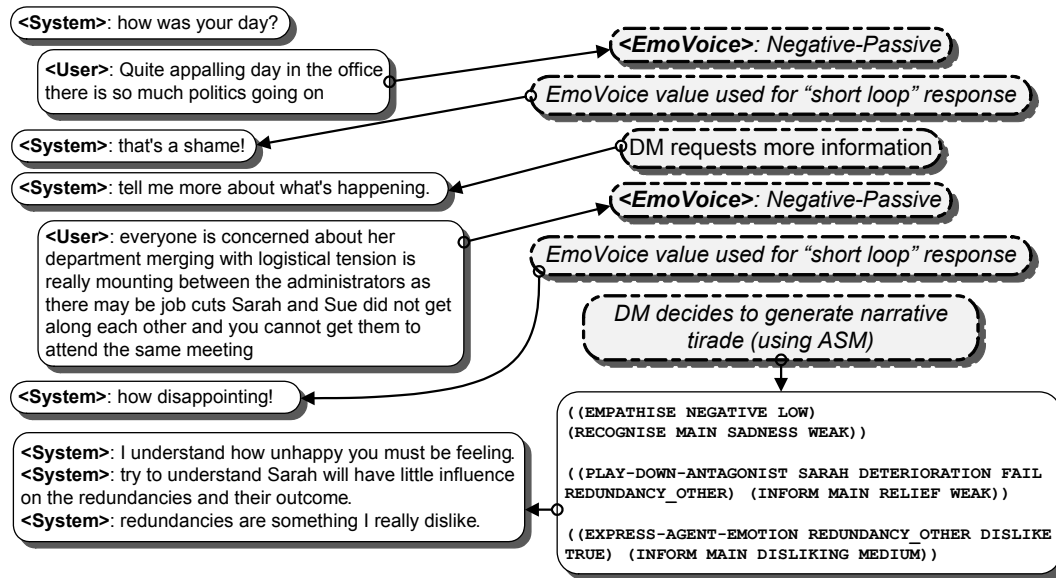 <System>: how was your day?
<EmoVoice>: Negative-Passive
<User>: Quite appalling day in the office
there is so much politics going on
EmoVoice value used for “short loop” response
<System>: that's a shame!
DM requests more information
<System>: tell me more about what's happening.
<EmoVoice>: Negative-Passive
<User>: everyone is concerned about her
department merging with logistical tension is
really mounting between the administrators as
there may be job cuts Sarah and Sue did not get
along each other and you cannot get them to
attend the same meeting
EmoVoice value used for “short loop” response
DM decides to generate narrative
tirade (using ASM)
<System>: how disappointing!
((EMPATHISE NEGATIVE LOW)
(RECOGNISE MAIN SADNESS WEAK))
((PLAY-DOWN-ANTAGONIST SARAH DETERIORATION FAIL
REDUNDANCY_OTHER) (INFORM MAIN RELIEF WEAK))
((EXPRESS-AGENT-EMOTION REDUNDANCY_OTHER DISLIKE
TRUE) (INFORM MAIN DISLIKING MEDIUM))
<System>: I understand how unhappy you must be feeling.
<System>: try to understand Sarah will have little influence
on the redundancies and their outcome.
<System>: redundancies are something I really dislike.